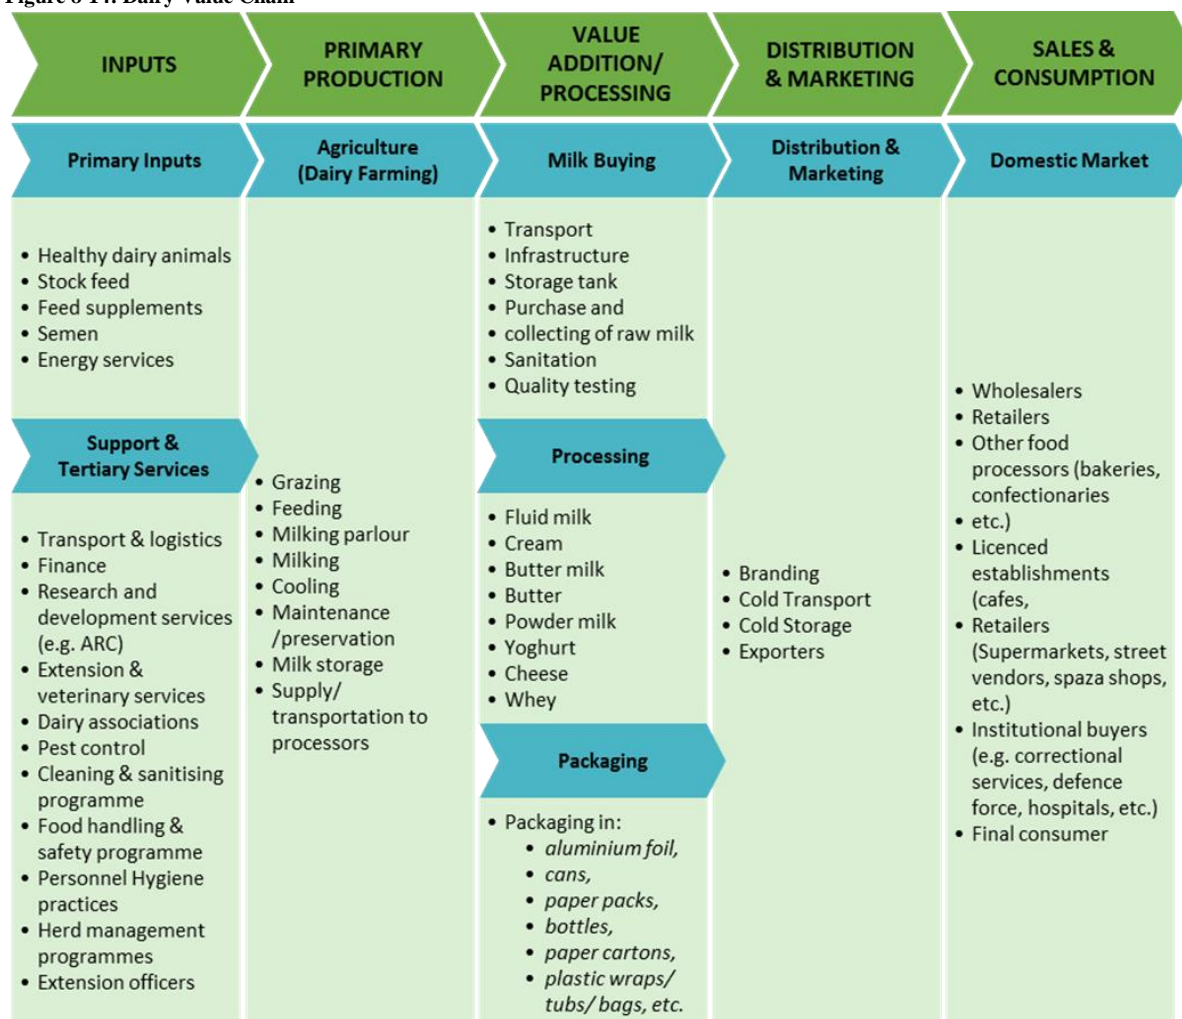 Figure 8-14: Dairy Value Chain
INPUTS
PRIMARY
PRODUCTION
VALUE
ADDITION/
PROCESSING
DISTRIBUTION
& MARKETING
SALES &
CONSUMPTION
Primary Inputs
• Healthy dairy animals
• Stock feed
• Feed supplements
• Semen
• Energy services
Support &
Tertiary Services
• Transport & logistics
• Finance
• Research and
development services
(e.g. ARC)
• Extension &
veterinary services
• Dairy associations
• Pest control
• Cleaning & sanitising
programme
• Food handling &
safety programme
• Personnel Hygiene
practices
• Herd management
programmes
• Extension officers
Agriculture
(Dairy Farming)
• Grazing
• Feeding
• Milking parlour
• Milking
• Cooling
• Maintenance
/preservation
• Milk storage
• Supply/
transportation to
processors
Milk Buying
• Transport
• Infrastructure
• Storage tank
• Purchase and
• collecting of raw milk
• Sanitation
• Quality testing
Processing
• Fluid milk
• Cream
• Butter milk
• Butter
• Powder milk
• Yoghurt
• Cheese
• Whey
Packaging
• Packaging in:
• aluminium foil,
• cans,
• paper packs,
• bottles,
• paper cartons,
• plastic wraps/
tubs/ bags, etc.
Distribution &
Marketing
• Branding
• Cold Transport
• Cold Storage
• Exporters
Domestic Market
• Wholesalers
• Retailers
• Other food
processors (bakeries,
confectionaries
• etc.)
• Licenced
establishments
(cafes,
• Retailers
(Supermarkets, street
vendors, spaza shops,
etc.)
• Institutional buyers
(e.g. correctional
services, defence
force, hospitals, etc.)
• Final consumer